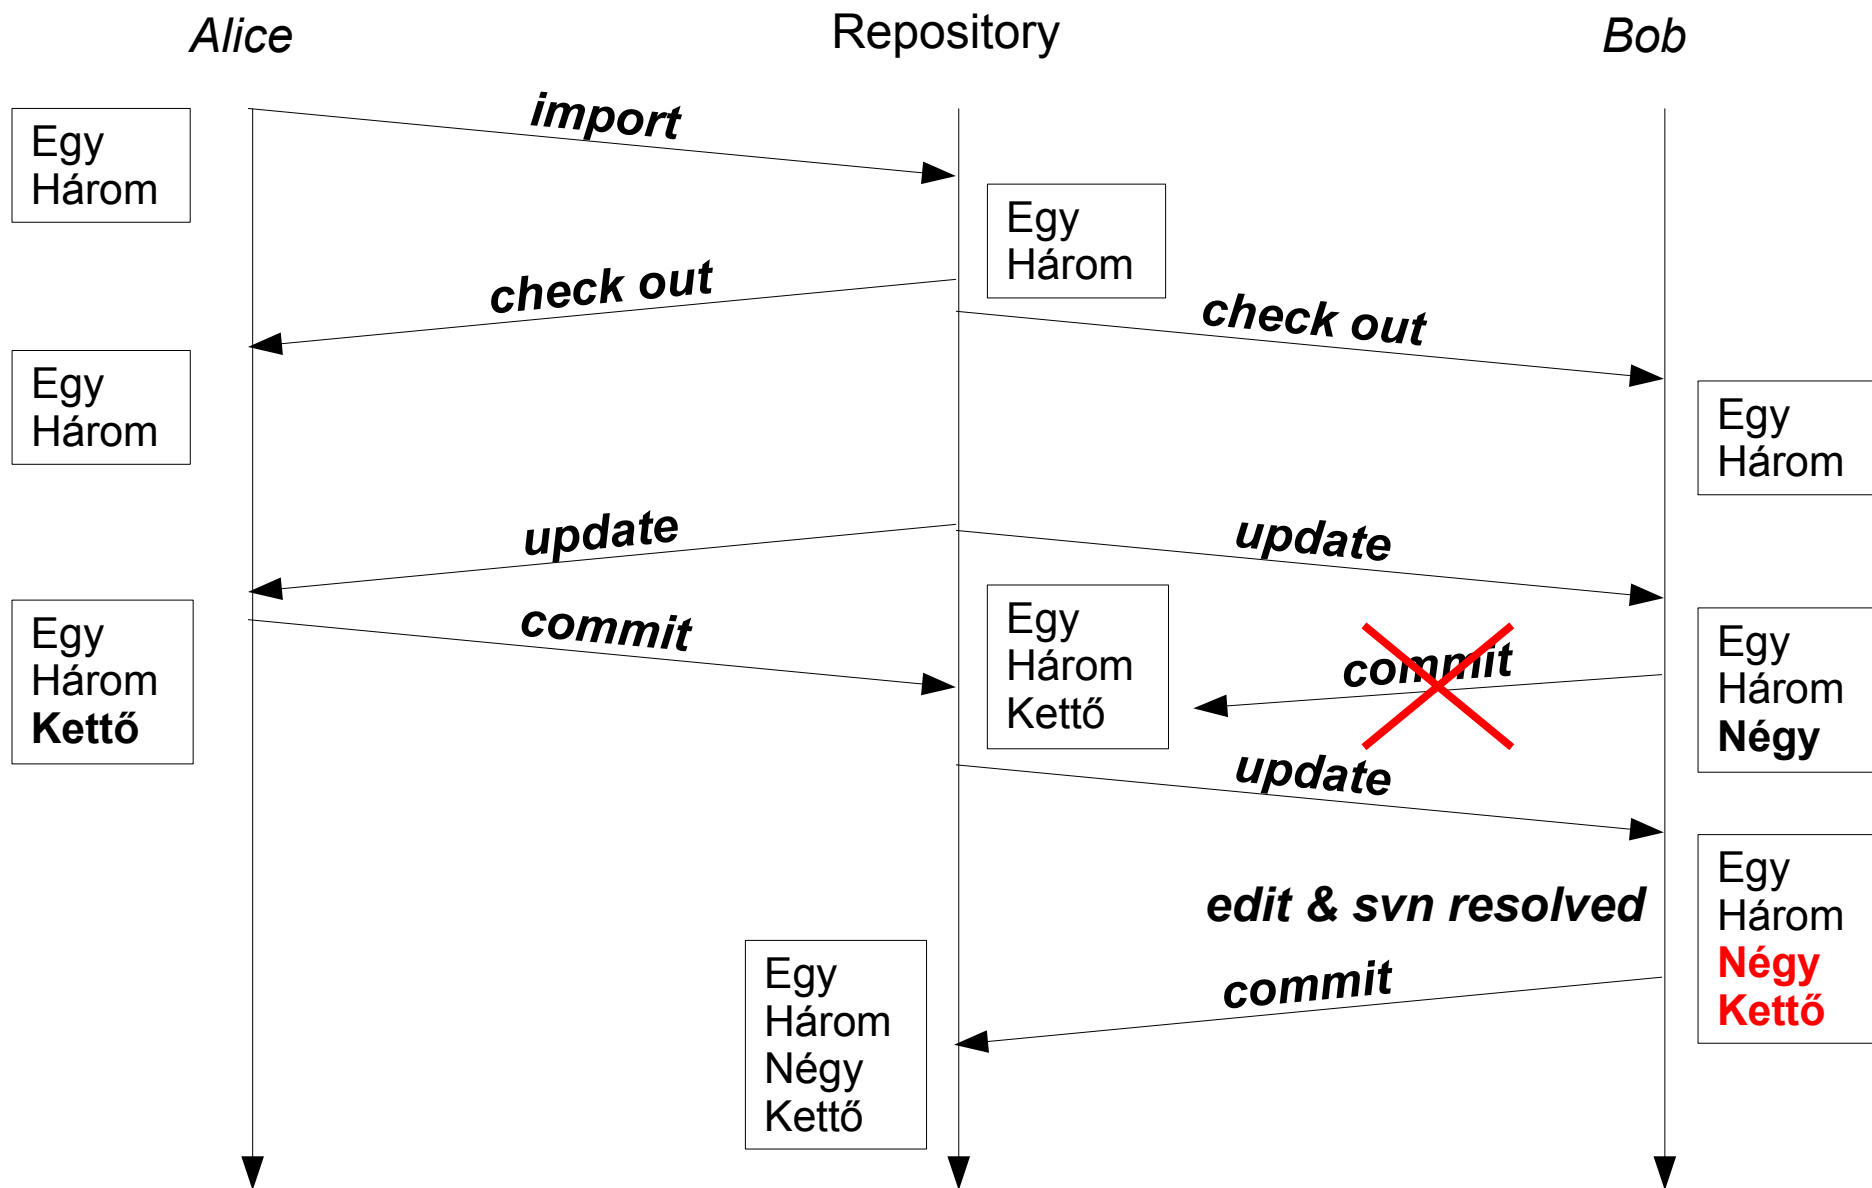 Alice
Repository
Bob
import
Egy
Három
Egy
Három
check out
check out
Egy
Három
Egy
Három
update
update
Egy
Három
Kettő
commit
Egy
Három
Kettő
commit
Egy
Három
Négy
update
edit & svn resolved
Egy
Három
Négy
Kettő
commit
Egy
Három
Négy
Kettő